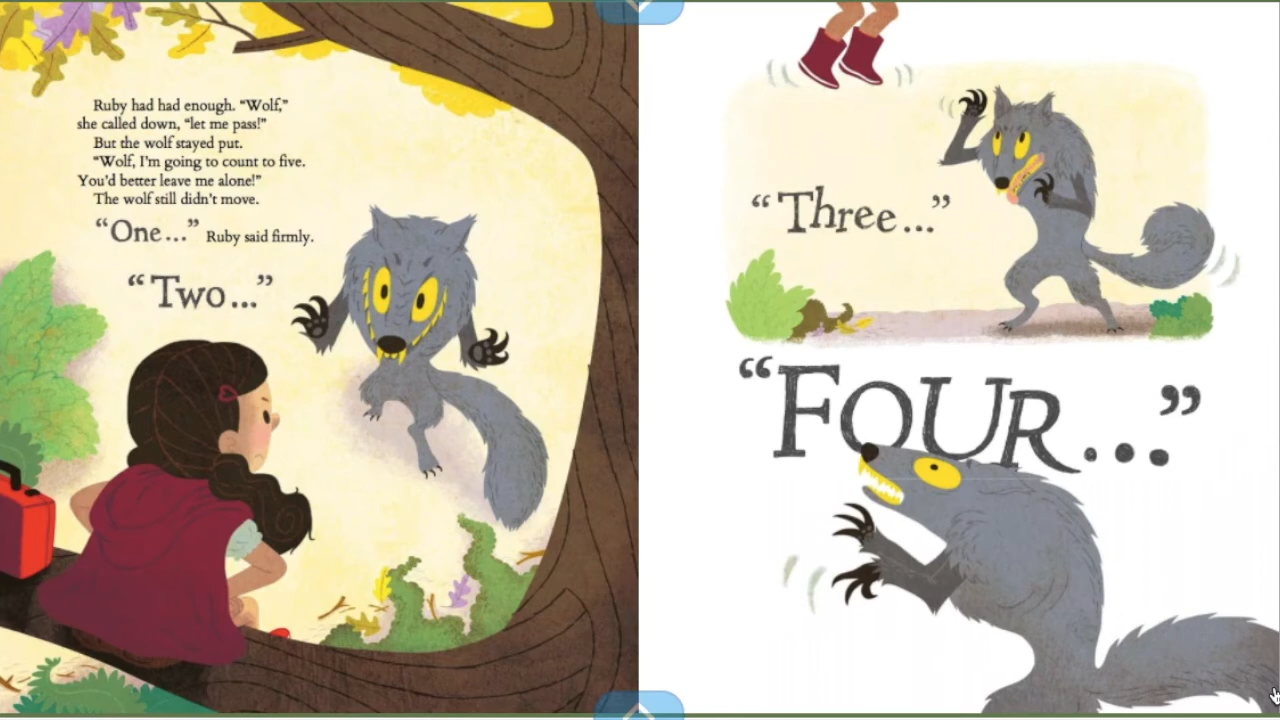 Ruby had had enough. “Wolf,”
she called down, “let me pass!”
But the wolf stayed put.
“Wolf, I’m going to count to five.
You’d better leave me alone!”
The wolf still didn’t move.
“One...” Ruby said firmly.
“Two...”
“Three...”
“FOUR...”